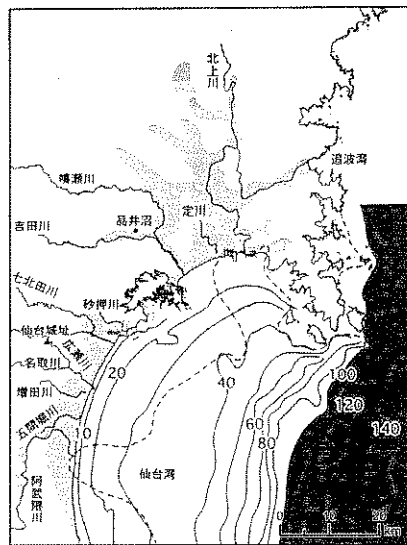 北上川
追波湾
鳴瀬川
定川
品井沼
吉田川
七北田川
砂押川
仙台城址
広瀬川
名取川
増田川
五間堀川
阿武隈川
仙台湾
10
20
40
60
80
100
120
140
0 10 20
km